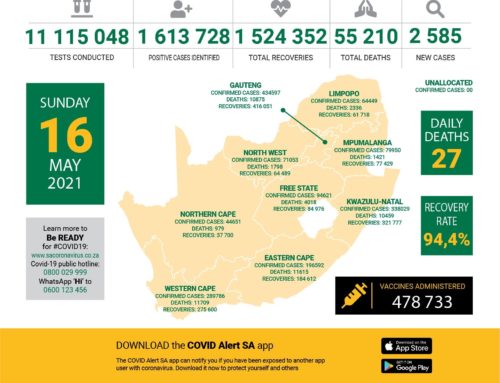 11 115 048
1 613 728
1 524 352
55 210
2 585
TESTS CONDUCTED
POSITIVE CASES IDENTIFIED
TOTAL RECOVERIES
TOTAL DEATHS
NEW CASES
SUNDAY
16
MAY
2021
GAUTENG
CONFIRMED CASES: 434597
DEATHS: 10875
RECOVERIES: 416 051
LIMPOPO
CONFIRMED CASES: 64449
DEATHS: 2336
RECOVERIES: 61 718
UNALLOCATED
CONFIRMED CASES: 00
MPUMALANGA
CONFIRMED CASES: 79950
DEATHS: 1421
RECOVERIES: 77 429
DAILY
DEATHS
27
NORTH WEST
CONFIRMED CASES: 71053
DEATHS: 1798
RECOVERIES: 64 489
FREE STATE
CONFIRMED CASES: 94621
DEATHS: 4018
RECOVERIES: 84 976
KWAZULU-NATAL
CONFIRMED CASES: 338029
DEATHS: 10459
RECOVERIES: 321 777
RECOVERY
RATE
94,4%
NORTHERN CAPE
CONFIRMED CASES: 44651
DEATHS: 979
RECOVERIES: 37 700
EASTERN CAPE
CONFIRMED CASES: 196592
DEATHS: 11615
RECOVERIES: 184 612
WESTERN CAPE
CONFIRMED CASES: 289786
DEATHS: 11709
RECOVERIES: 275 600
Learn more to
Be READY
for #COVID19:
www.sacoronavirus.co.za
Covid-19 public hotline:
0800 029 999
WhatsApp 'Hi' to
0600 123 456
VACCINES ADMINISTERED
478 733
DOWNLOAD the COVID Alert SA app
The COVID Alert SA app can notify you if you have been exposed to another app
user with coronavirus. Download it now to protect yourself and others
Download on the
App Store
GET IT ON
Google Play